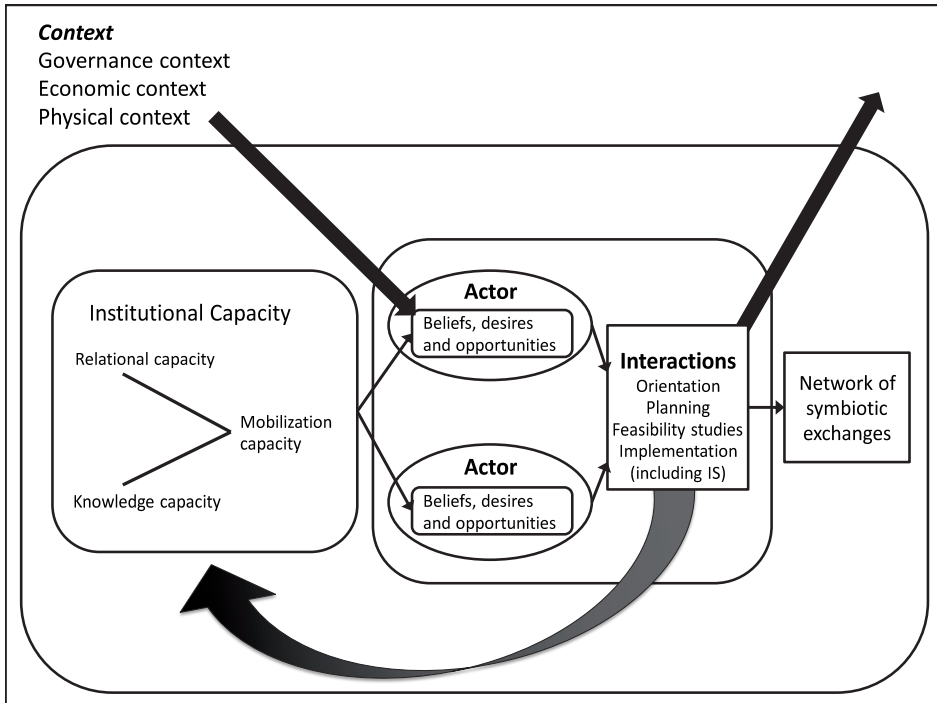 Context
Governance context
Economic context
Physical context
Institutional Capacity
Relational capacity
Mobilization
capacity
Knowledge capacity
Actor
Beliefs, desires
and opportunities
Actor
Beliefs, desires
and opportunities
Interactions
Orientation
Planning
Feasibility studies
Implementation
(including IS)
Network of
symbiotic
exchanges